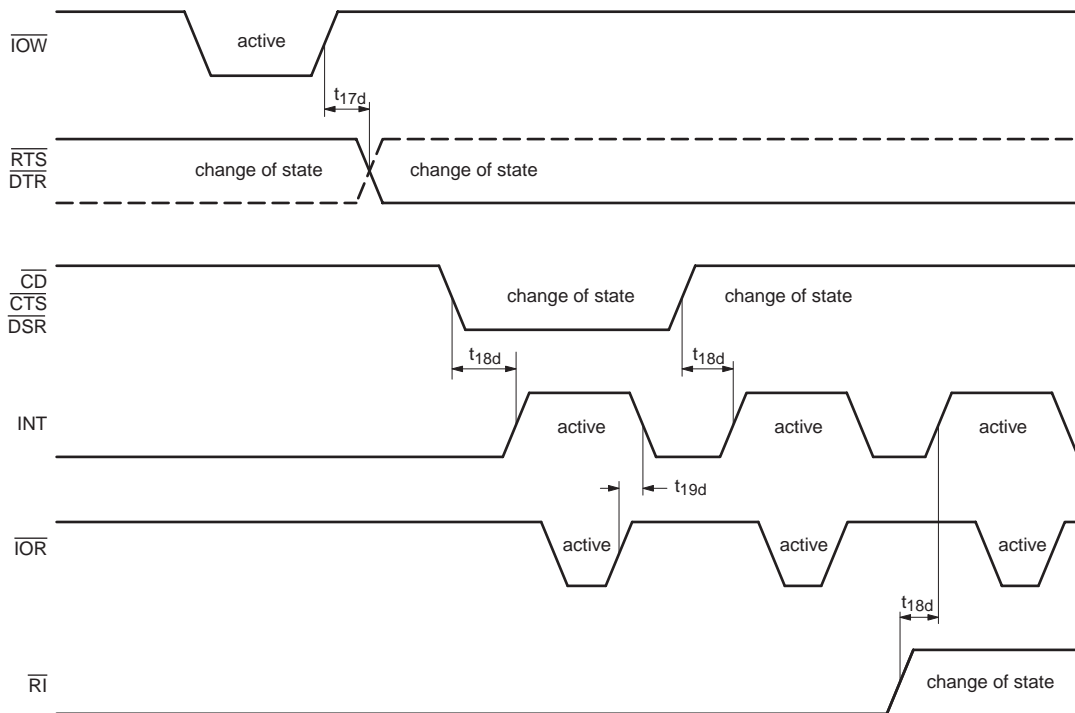 IOW
active
t17d
RTS
DTR
change of state
change of state
CD
CTS
DSR
change of state
change of state
t18d
t18d
INT
active
active
active
t19d
IOR
active
active
active
t18d
RI
change of state